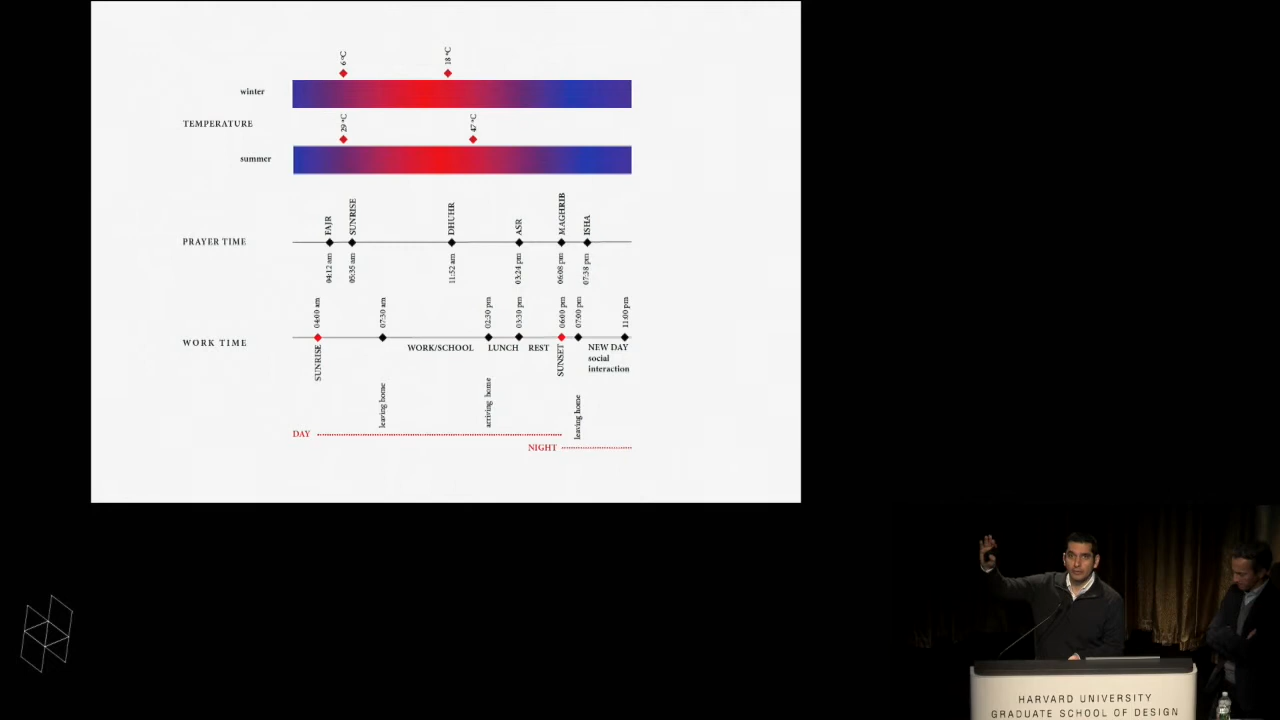 6 °C
18 °C
winter
TEMPERATURE
29 °C
47 °C
summer
FAJR
SUNRISE
DHUHR
ASR
MAGHRIB
ISHA
PRAYER TIME
04:12 am
05:35 am
11:52 am
03:24 pm
06:08 pm
07:38 pm
04:00 am
07:30 am
02:30 pm
03:30 pm
06:00 pm
07:00 pm
11:00 pm
WORK TIME
SUNRISE
WORK/SCHOOL
LUNCH
REST
SUNSET
NEW DAY
social
interaction
leaving home
arriving home
leaving home
DAY
NIGHT
HARVARD UNIVERSITY
GRADUATE SCHOOL OF DESIGN